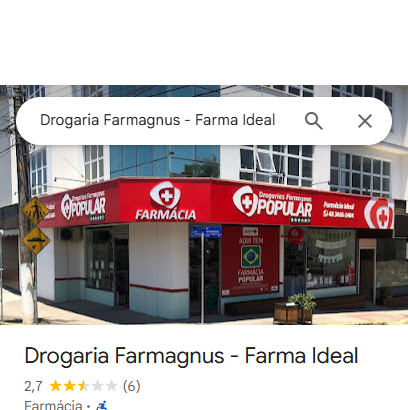 Drogaria Farmagnus - Farma Ideal
Drogarias Farmagnus
POPULAR
FARMÁCIA
Drogarias Farmagnus
POPULAR
Farmácia Ideal
AQUI TEM
FARMÁCIA
POPULAR
Drogaria Farmagnus - Farma Ideal
2,7 (6)
Farmácia ·